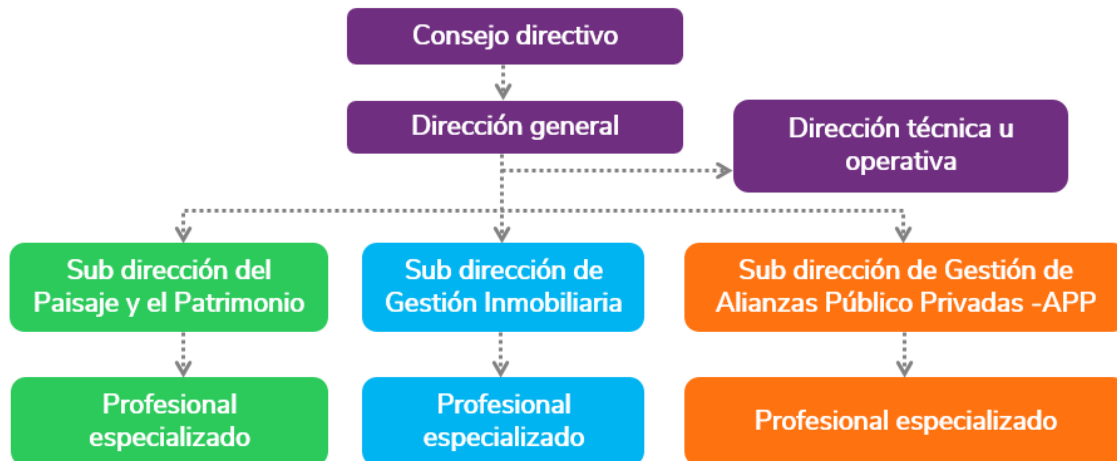 Consejo directivo
Dirección general
Dirección técnica u
operativa
Sub dirección del
Paisaje y el Patrimonio
Sub dirección de
Gestión Inmobiliaria
Sub dirección de Gestión de
Alianzas Público Privadas -APP
Profesional
especializado
Profesional
especializado
Profesional especializado